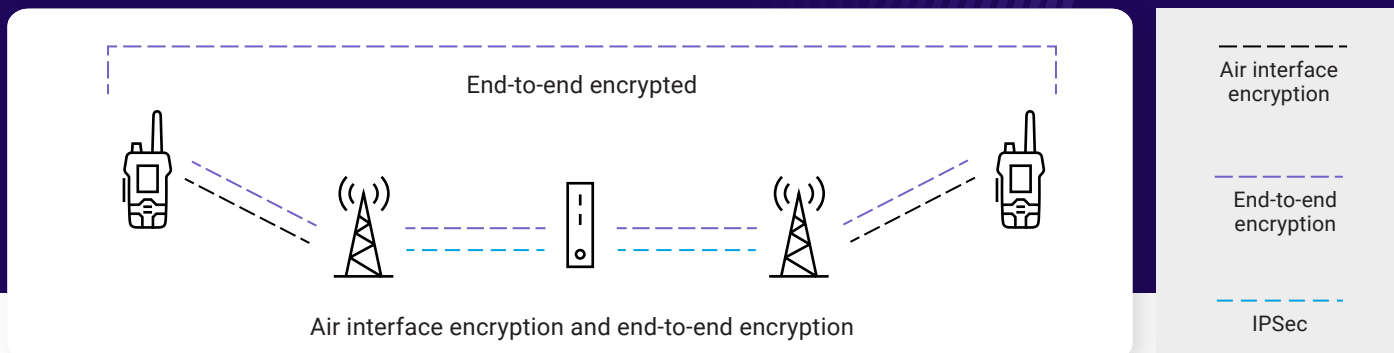 End-to-end encrypted
Air interface encryption and end-to-end encryption
Air interface
encryption
End-to-end
encryption
IPSec